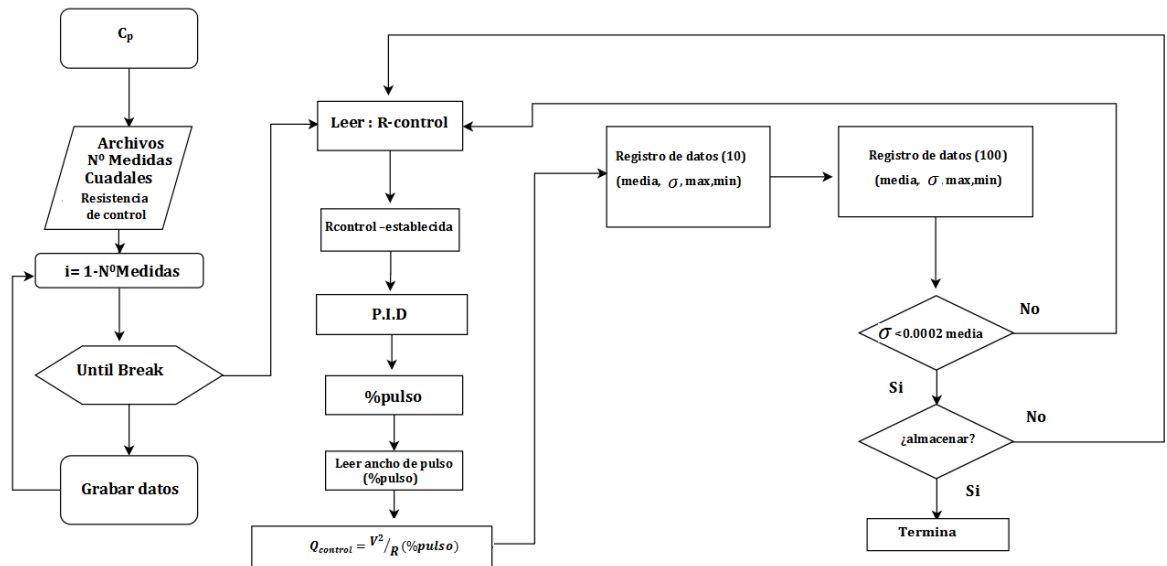 Cₚ
Archivos
Nº Medidas
Cuadales
Resistencia
de control
i= 1-NºMedidas
Until Break
Grabar datos
Leer : R-control
Rcontrol –establecida
P.I.D
%pulso
Leer ancho de pulso
(%pulso)
Q_control = V²/R (%pulso)
Registro de datos (10)
(media, σ, max,min)
Registro de datos (100)
(media, σ, max,min)
σ <0.0002 media
No
Si
¿almacenar?
No
Si
Termina